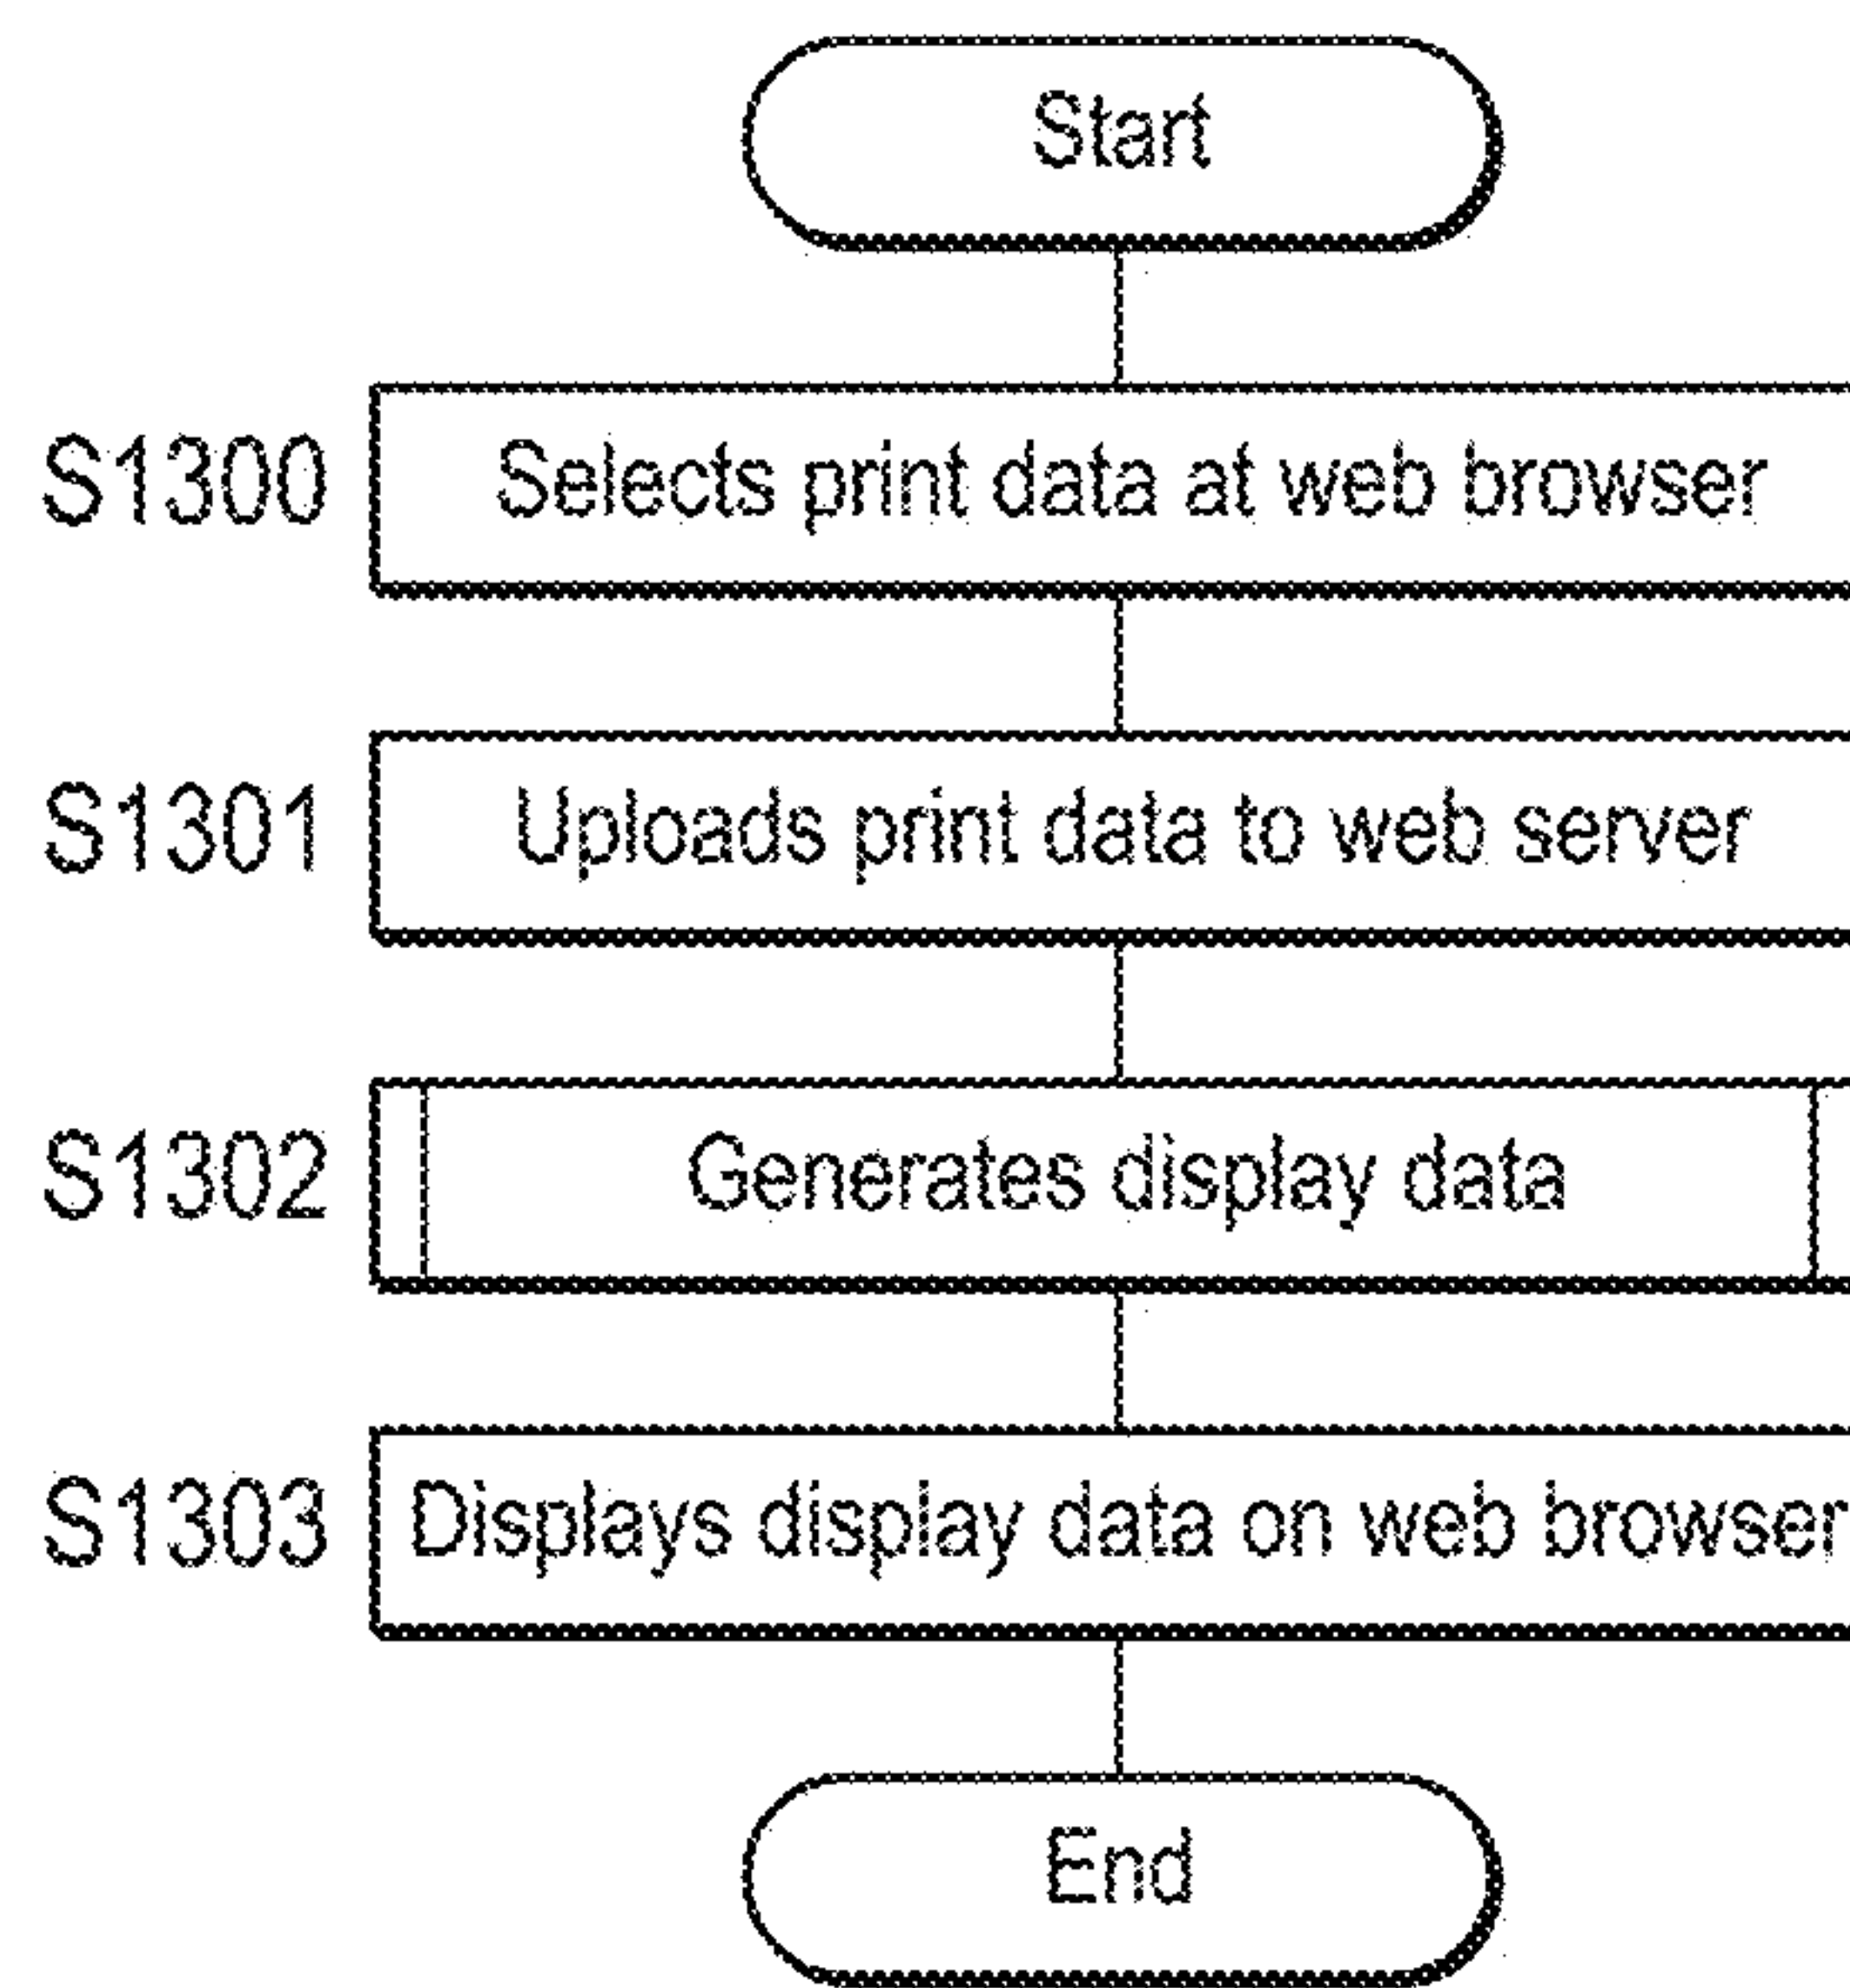 Start
S1300 Selects print data at web browser
S1301 Uploads print data to web server
S1302 Generates display data
S1303 Displays display data on web browser
End